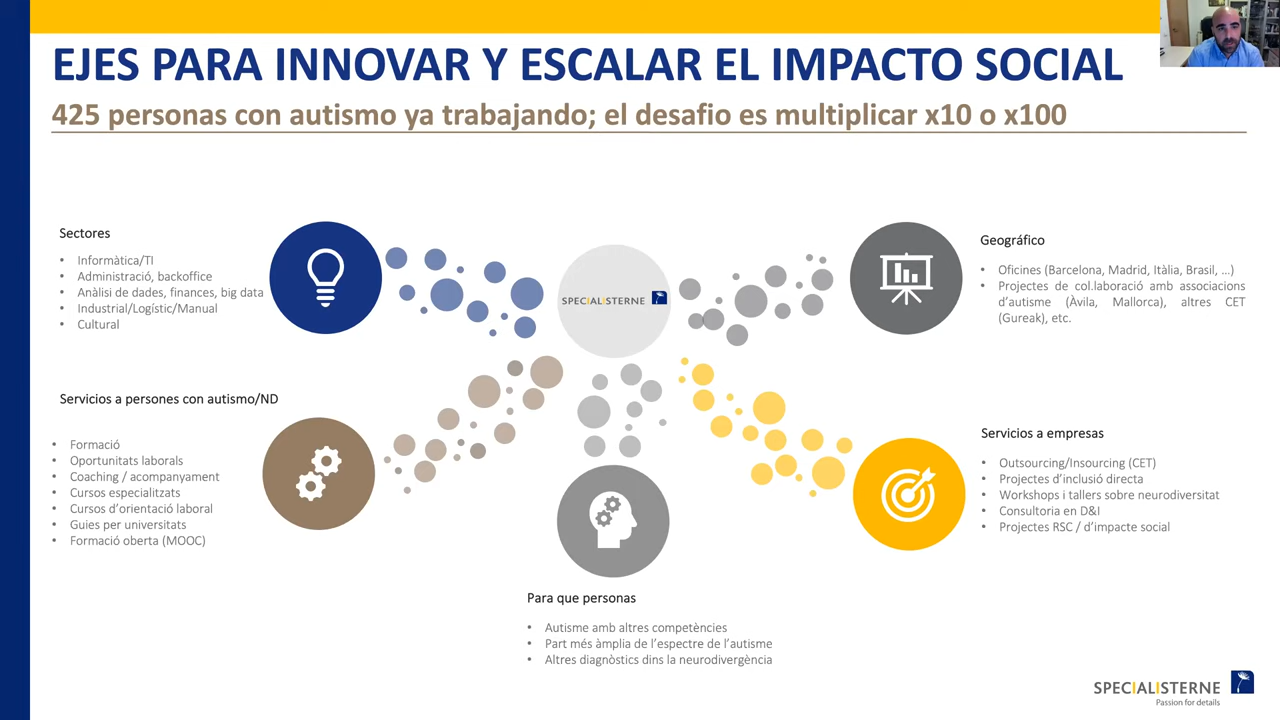 EJES PARA INNOVAR Y ESCALAR EL IMPACTO SOCIAL
425 personas con autismo ya trabajando; el desafio es multiplicar x10 o x100
Sectores
• Informàtica/TI
• Administració, backoffice
• Anàlisi de dades, finances, big data
• Industrial/Logístic/Manual
• Cultural
SPECIALISTERNE
Geográfico
• Oficines (Barcelona, Madrid, Itàlia, Brasil, ...)
• Projectes de col.laboració amb associacions
d'autisme (Àvila, Mallorca), altres CET
(Gureak), etc.
Servicios a persones con autismo/ND
• Formació
• Oportunitats laborals
• Coaching / acompanyament
• Cursos especialitzats
• Cursos d'orientació laboral
• Guies per universitats
• Formació oberta (MOOC)
Servicios a empresas
• Outsourcing/Insourcing (CET)
• Projectes d'inclusió directa
• Workshops i tallers sobre neurodiversitat
• Consultoria en D&I
• Projectes RSC / d'impacte social
Para que personas
• Autisme amb altres competències
• Part més àmplia de l'espectre de l'autisme
• Altres diagnòstics dins la neurodivergència
SPECIALISTERNE
Passion for details